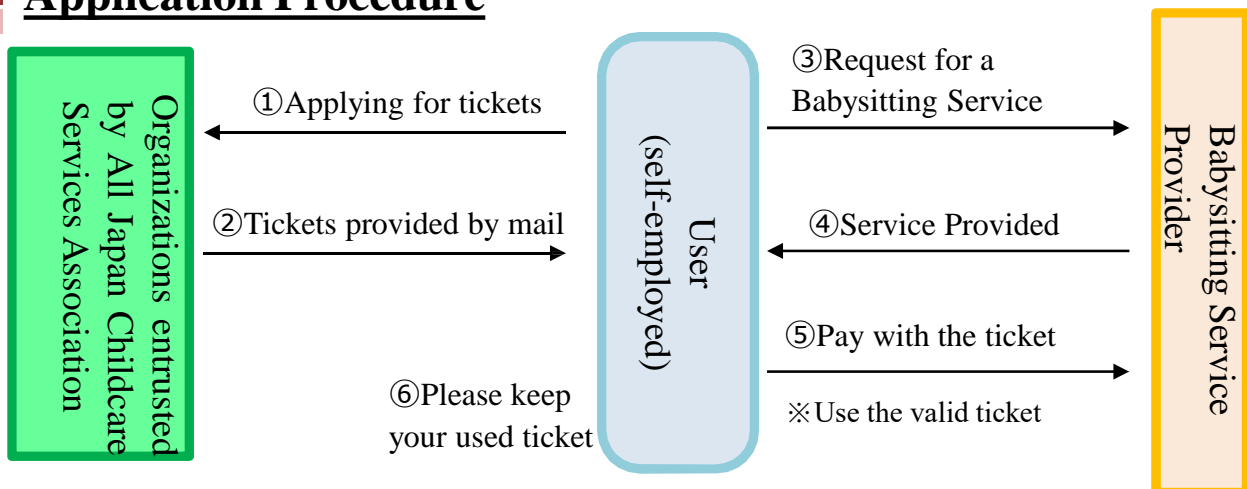 Application Procedure
Organizations entrusted
by All Japan Childcare
Services Association
①Applying for tickets
②Tickets provided by mail
⑥Please keep
your used ticket
User
(self-employed)
③Request for a
Babysitting Service
④Service Provided
⑤Pay with the ticket
※Use the valid ticket
Babysitting Service
Provider